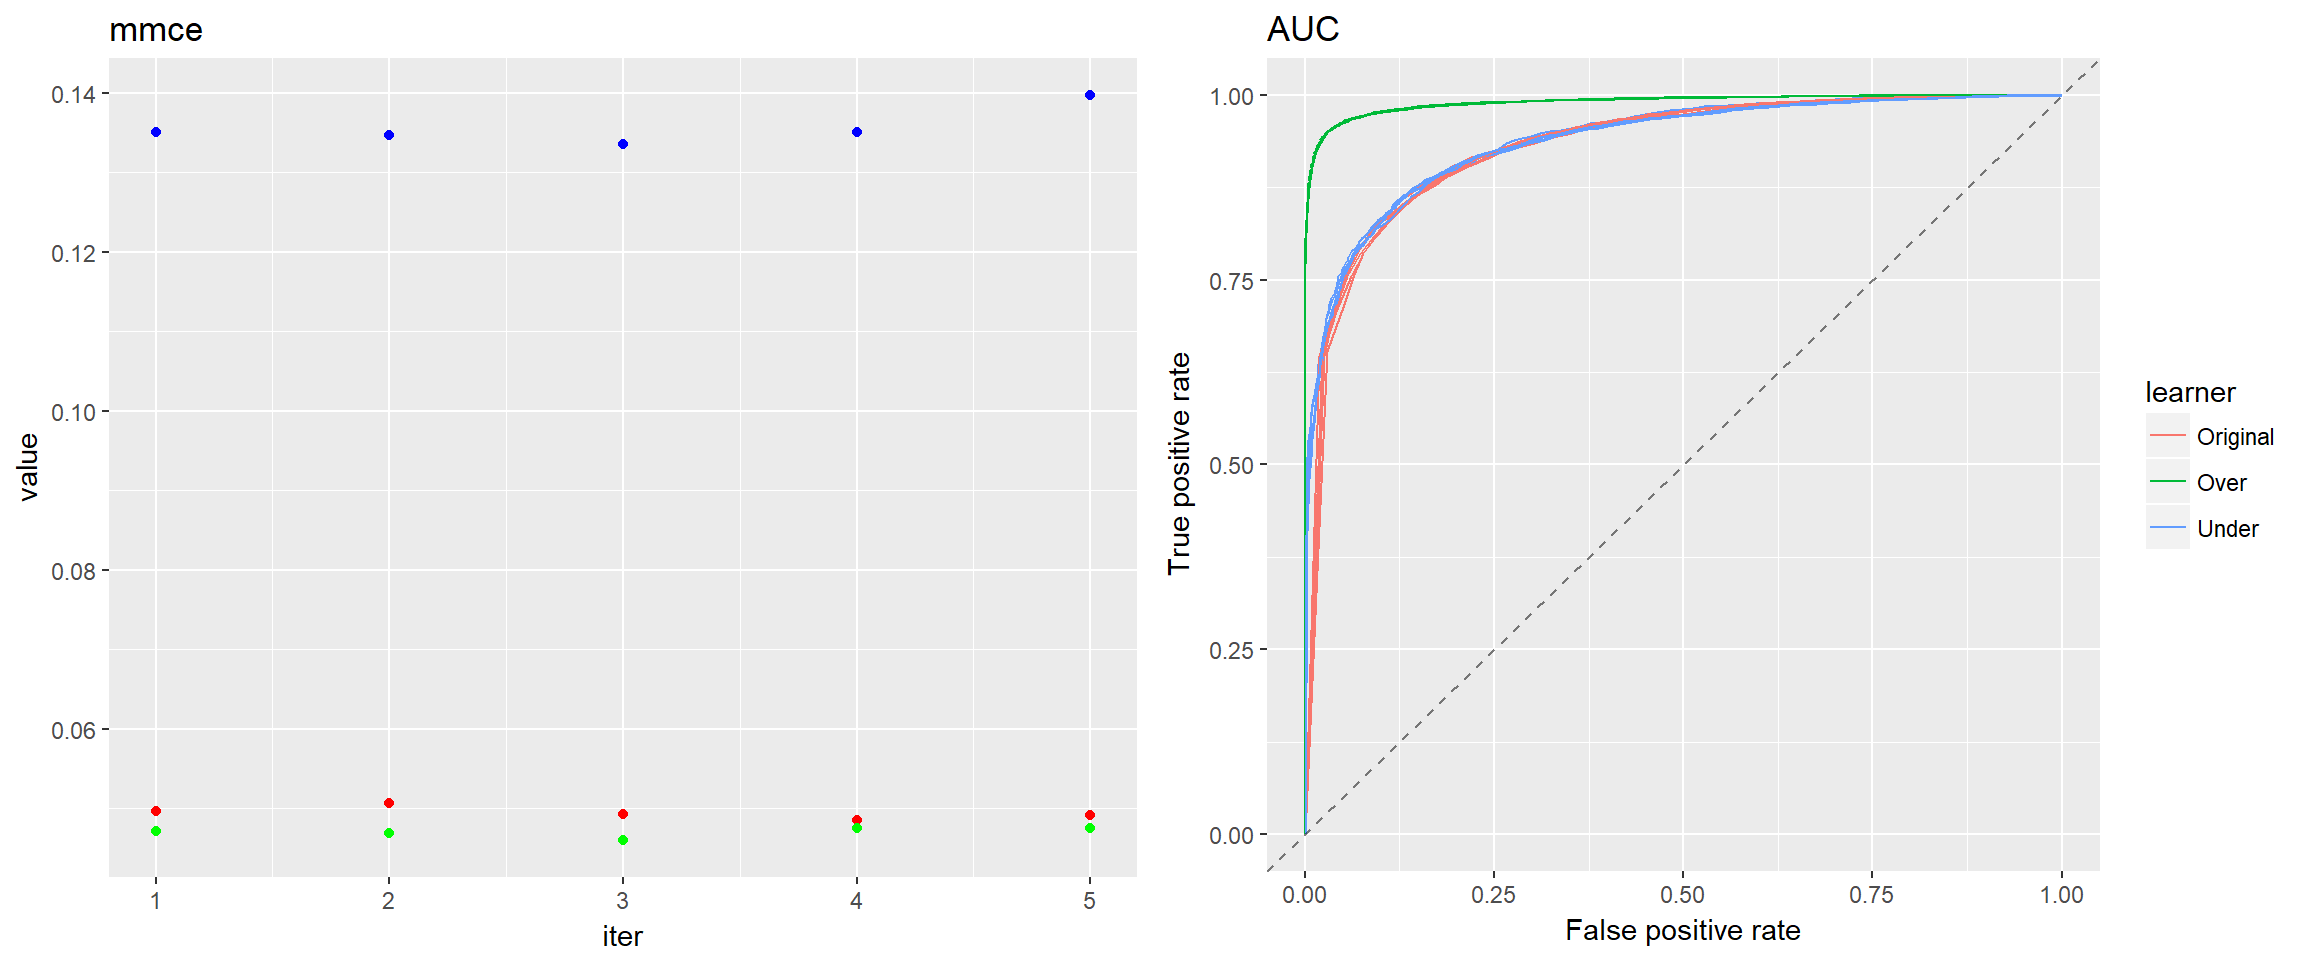 mmce
0.14
0.12
0.10
0.08
0.06
value
1 2 3 4 5
iter
AUC
1.00
0.75
0.50
0.25
0.00
True positive rate
0.00 0.25 0.50 0.75 1.00
False positive rate
learner
Original
Over
Under